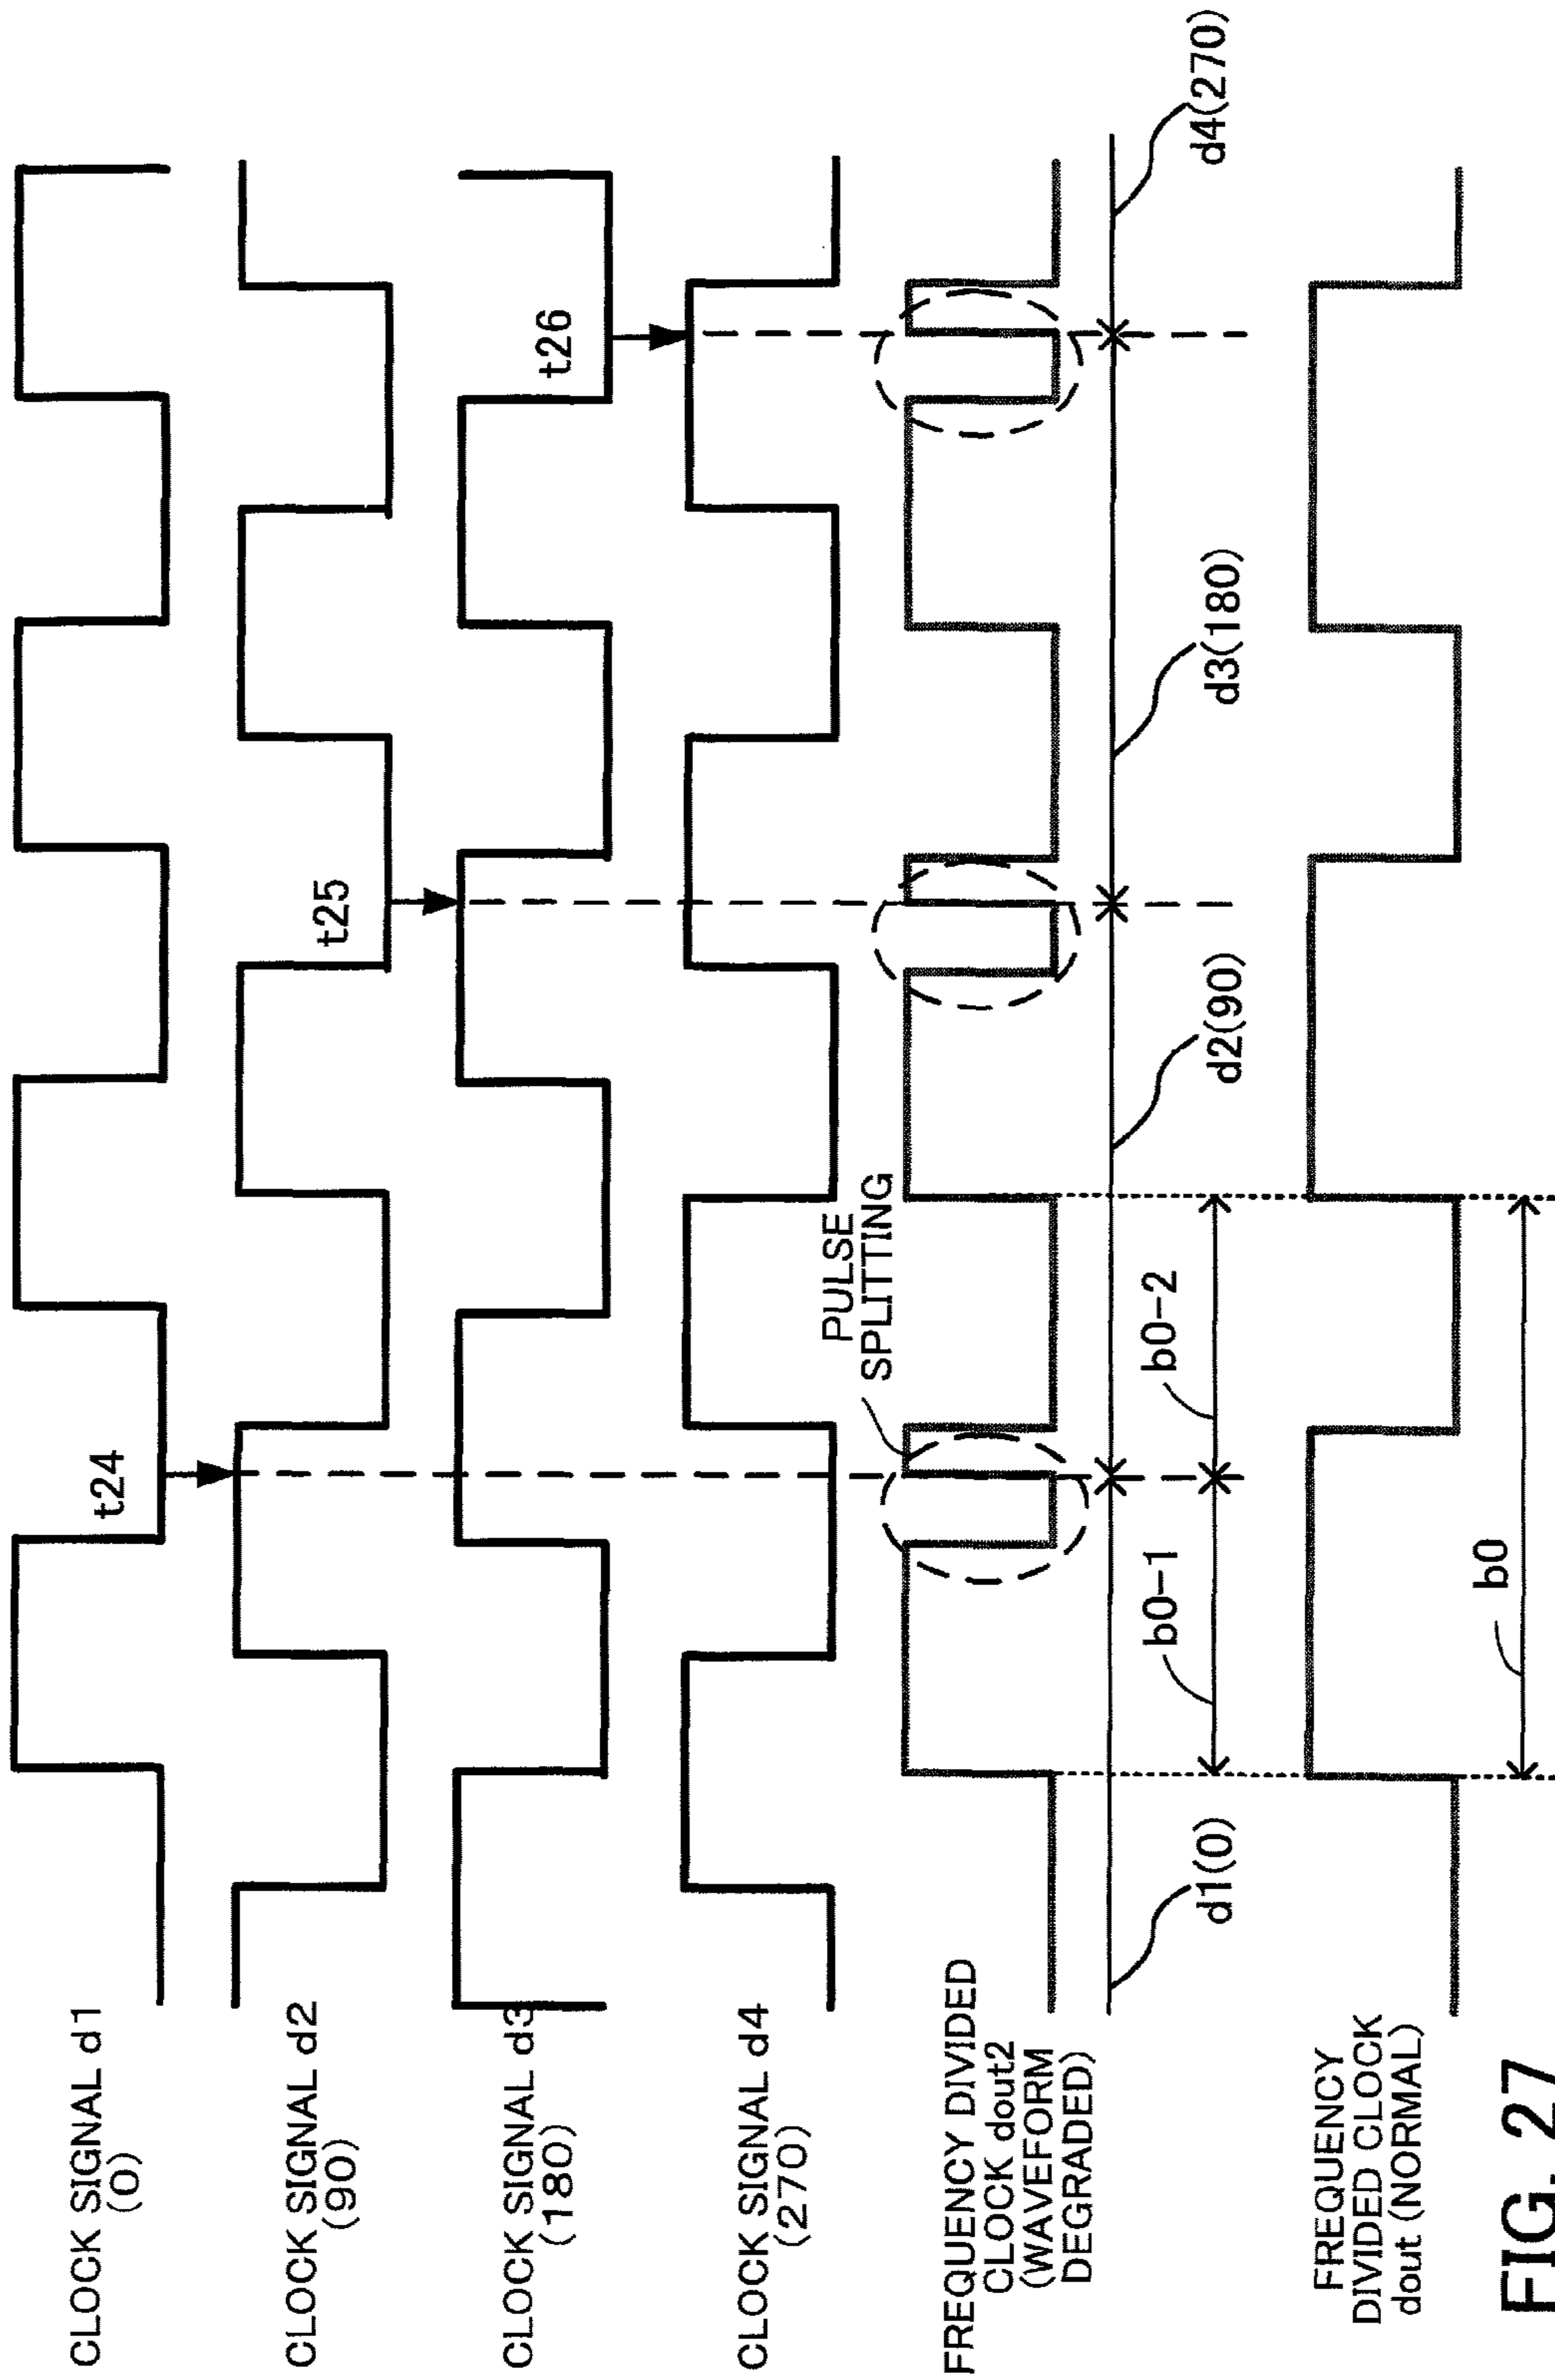 CLOCK SIGNAL d1
(0)
CLOCK SIGNAL d2
(90)
CLOCK SIGNAL d3
(180)
CLOCK SIGNAL d4
(270)
FREQUENCY DIVIDED
CLOCK dout2
(WAVEFORM
DEGRADED)
FREQUENCY
DIVIDED CLOCK
dout (NORMAL)
t24
t25
t26
PULSE
SPLITTING
d1(0)
d2(90)
d3(180)
d4(270)
b0-1
b0-2
b0
FIG. 27